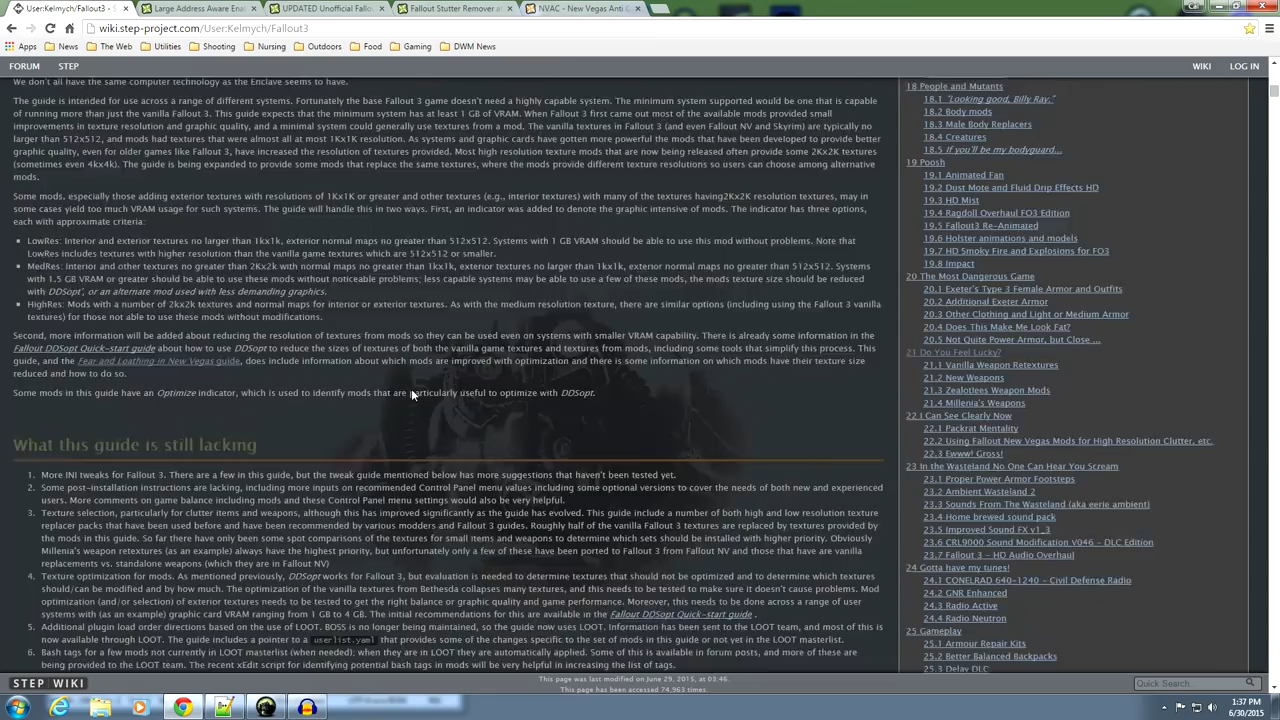 User:Kelmych/Fallout3 - S
Large Address Aware Enab
UPDATED Unofficial Fallou
Fallout Stutter Remover at
NVAC - New Vegas Anti C
wiki.step-project.com/User:Kelmych/Fallout3
Apps News The Web Utilities Shooting Nursing Outdoors Food Gaming DWM News
FORUM STEP WIKI LOG IN
We don't all have the same computer technology as the Enclave seems to have.
The guide is intended for use across a range of different systems. Fortunately the base Fallout 3 game doesn't need a highly capable system. The minimum system supported would be one that is capable
of running more than just the vanilla Fallout 3. This guide expects that the minimum system has at least 1 GB of VRAM. When Fallout 3 first came out most of the available mods provided small
improvements in texture resolution and graphic quality, and a minimal system could generally use textures from a mod. The vanilla textures in Fallout 3 (and even Fallout NV and Skyrim) are typically no
larger than 512x512, and mods had textures that were almost all at most 1Kx1K resolution. As systems and graphic cards have gotten more powerful the mods that have been developed to provide better
graphic quality, even for older games like Fallout 3, have increased the resolution of textures provided. Most high resolution texture mods that are now being released often provide some 2Kx2K textures
(sometimes even 4kx4k). The guide is being expanded to provide some mods that replace the same textures, where the mods provide different texture resolutions so users can choose among alternative
mods.
Some mods, especially those adding exterior textures with resolutions of 1Kx1K or greater and other textures (e.g., interior textures) with many of the textures having2Kx2K resolution textures, may in
some cases yield too much VRAM usage for such systems. The guide will handle this in two ways. First, an indicator was added to denote the graphic intensive of mods. The indicator has three options,
each with approximate criteria:
LowRes: Interior and exterior textures no larger than 1kx1k, exterior normal maps no greater than 512x512. Systems with 1 GB VRAM should be able to use this mod without problems. Note that
LowRes includes textures with higher resolution than the vanilla game textures which are 512x512 or smaller.
MedRes: Interior and other textures no greater than 2Kx2k with normal maps no greater than 1kx1k, exterior textures no larger than 1kx1k, exterior normal maps no greater than 512x512. Systems
with 1.5 GB VRAM or greater should be able to use these mods without noticeable problems; less capable systems may be able to use a few of these mods, the mods texture size should be reduced
with DDSopt, or an alternate mod used with less demanding graphics.
HighRes: Mods with a number of 2kx2k textures and normal maps for interior or exterior textures. As with the medium resolution texture, there are similar options (including using the Fallout 3 vanilla
textures) for those not able to use these mods without modifications.
Second, more information will be added about reducing the resolution of textures from mods so they can be used even on systems with smaller VRAM capability. There is already some information in the
Fallout DDSopt Quick-start guide about how to use DDSopt to reduce the sizes of textures of both the vanilla game textures and textures from mods, including some tools that simplify this process. This
guide, and the Fear and Loathing in New Vegas guide, does include information about which mods are improved with optimization and there is some information on which mods have their texture size
reduced and how to do so.
Some mods in this guide have an Optimize indicator, which is used to identify mods that are particularly useful to optimize with DDSopt.
What this guide is still lacking
1. More INI tweaks for Fallout 3. There are a few in this guide, but the tweak guide mentioned below has more suggestions that haven't been tested yet.
2. Some post-installation instructions are lacking, including more inputs on recommended Control Panel menu values including some optional versions to cover the needs of both new and experienced
users. More comments on game balance including mods and these Control Panel menu settings would also be very helpful.
3. Texture selection, particularly for clutter items and weapons, although this has improved significantly as the guide has evolved. This guide include a number of both high and low resolution texture
replacer packs that have been used before and have been recommended by various modders and Fallout 3 guides. Roughly half of the vanilla Fallout 3 textures are replaced by textures provided by
the mods in this guide. So far there have only been some spot comparisons of the textures for small items and weapons to determine which sets should be installed with higher priority. Obviously
Millenia's weapon retextures (as an example) always have the highest priority, but unfortunately only a few of these have been ported to Fallout 3 from Fallout NV and those that have are vanilla
replacements vs. standalone weapons (which they are in Fallout NV)
4. Texture optimization for mods. As mentioned previously, DDSopt works for Fallout 3, but evaluation is needed to determine textures that should not be optimized and to determine which textures
should/can be modified and by how much. The optimization of the vanilla textures from Bethesda collapses many textures, and this needs to be tested to make sure it doesn't cause problems. Mod
optimization (and/or selection) of exterior textures needs to be tested to get the right balance or graphic quality and game performance. Moreover, this needs to be done across a range of user
systems with (as an example) graphic card VRAM ranging from 1 GB to 4 GB. The initial recommendations for this are available in the Fallout DDSopt Quick-start guide .
5. Additional plugin load order directions based on the use of LOOT. BOSS is no longer being maintained, so the guide now uses LOOT. Information has been sent to the LOOT team, and most of this is
now available through LOOT. The guide includes a pointer to a userlist.yaml that provides some of the changes specific to the set of mods in this guide or not yet in the LOOT masterlist.
6. Bash tags for a few mods not currently in LOOT masterlist (when needed); when they are in LOOT they are automatically applied. Some of this is available in forum posts, and more of these are
being provided to the LOOT team. The recent xEdit script for identifying potential bash tags in mods will be very helpful in increasing the list of tags.
18 People and Mutants
18.1 "Looking good, Billy Ray."
18.2 Body mods
18.3 Male Body Replacers
18.4 Creatures
18.5 If you'll be my bodyguard...
19 Poosh
19.1 Animated Fan
19.2 Dust Mote and Fluid Drip Effects HD
19.3 HD Mist
19.4 Ragdoll Overhaul FO3 Edition
19.5 Fallout3 Re-Animated
19.6 Holster animations and models
19.7 HD Smoky Fire and Explosions for FO3
19.8 Impact
20 The Most Dangerous Game
20.1 Exeter's Type 3 Female Armor and Outfits
20.2 Additional Exeter Armor
20.3 Other Clothing and Light or Medium Armor
20.4 Does This Make Me Look Fat?
20.5 Not Quite Power Armor, but Close ...
21 Do You Feel Lucky?
21.1 Vanilla Weapon Retextures
21.2 New Weapons
21.3 Zealotlees Weapon Mods
21.4 Millenia's Weapons
22 I Can See Clearly Now
22.1 Packrat Mentality
22.2 Using Fallout New Vegas Mods for High Resolution Clutter, etc.
22.3 Ewww! Gross!
23 In the Wasteland No One Can Hear You Scream
23.1 Proper Power Armor Footsteps
23.2 Ambient Wasteland 2
23.3 Sounds From The Wasteland (aka eerie ambient)
23.4 Home brewed sound pack
23.5 Improved Sound FX v1_3
23.6 CRL9000 Sound Modification V046 - DLC Edition
23.7 Fallout 3 - HD Audio Overhaul
24 Gotta have my tunes!
24.1 CONELRAD 640-1240 - Civil Defense Radio
24.2 GNR Enhanced
24.3 Radio Active
24.4 Radio Neutron
25 Gameplay
25.1 Armour Repair Kits
25.2 Better Balanced Backpacks
25.3 Delay DLC
STEP WIKI
This page was last modified on June 29, 2015, at 03:46.
This page has been accessed 74,963 times.
Quick Search...
1:37 PM
6/30/2015